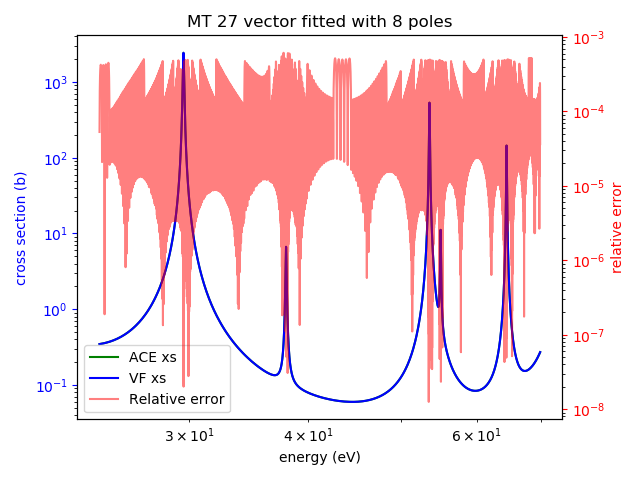 MT 27 vector fitted with 8 poles
cross section (b)
10³
10²
10¹
10⁰
10⁻¹
10⁻³
10⁻⁴
10⁻⁵
10⁻⁶
10⁻⁷
10⁻⁸
relative error
ACE xs
VF xs
Relative error
3 × 10¹
4 × 10¹
6 × 10¹
energy (eV)